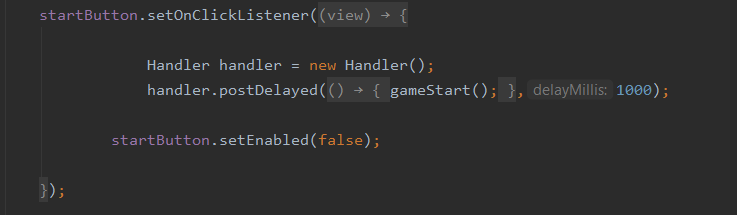 startButton.setOnClickListener((view) → {
Handler handler = new Handler();
handler.postDelayed(() → { gameStart(); }, delayMillis: 1000);
startButton.setEnabled(false);
});